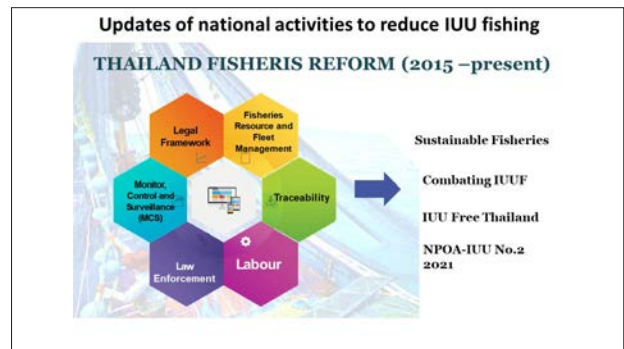 Updates of national activities to reduce IUU fishing
THAILAND FISHERIS REFORM (2015 –present)
Legal
Framework
Fisheries
Resource and
Fleet
Management
Monitor,
Control and
Surveillance
(MCS)
Traceability
Law
Enforcement
Labour
Sustainable Fisheries
Combating IUUF
IUU Free Thailand
NPOA-IUU No.2
2021